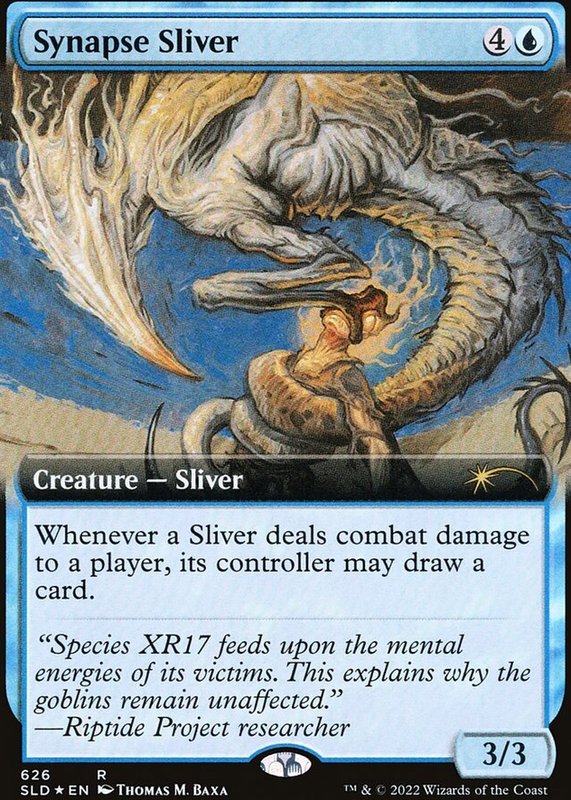 Synapse Sliver 4
Creature — Sliver
Whenever a Sliver deals combat damage
to a player, its controller may draw a
card.
“Species XR17 feeds upon the mental
energies of its victims. This explains why the
goblins remain unaffected.”
—Riptide Project researcher
3/3
626 R
SLD ★ EN Thomas M. Baxa ™ & © 2022 Wizards of the Coast